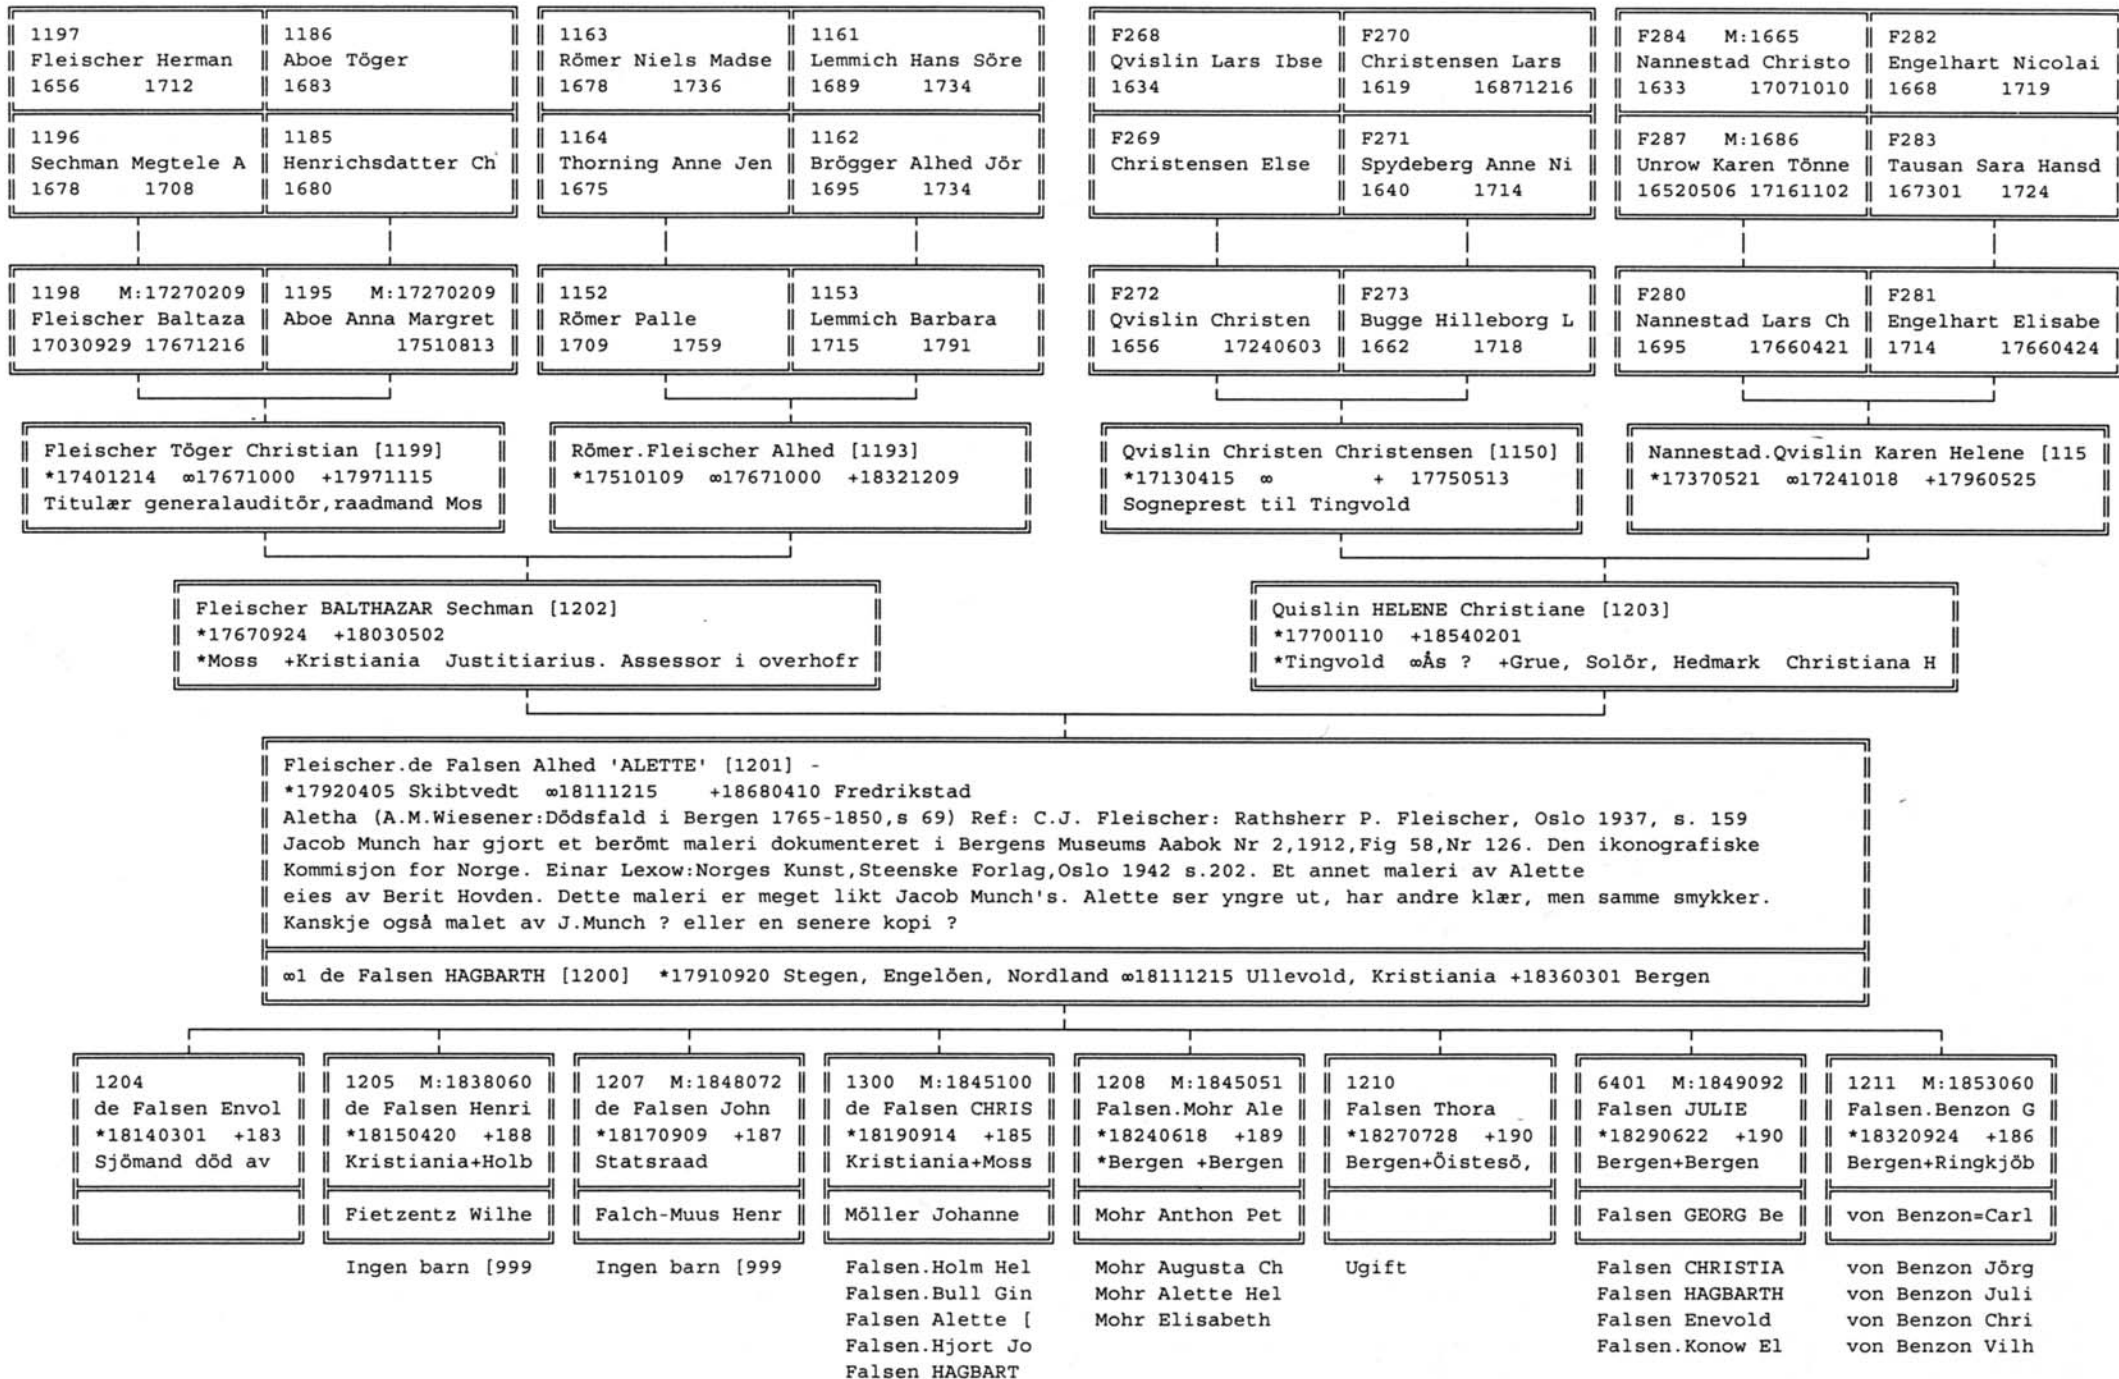 1197
Fleischer Herman
1656 1712
1186
Aboe Töger
1683
1163
Römer Niels Madse
1678 1736
1161
Lemmich Hans Söre
1689 1734
F268
Qvislin Lars Ibse
1634
F270
Christensen Lars
1619 16871216
F284 M:1665
Nannestad Christo
1633 17071010
F282
Engelhart Nicolai
1668 1719
1196
Sechman Megtele A
1678 1708
1185
Henrichsdatter Ch
1680
1164
Thorning Anne Jen
1675
1162
Brögger Alhed Jör
1695 1734
F269
Christensen Else
F271
Spydeberg Anne Ni
1640 1714
F287 M:1686
Unrow Karen Tönne
16520506 17161102
F283
Tausan Sara Hansd
167301 1724
1198 M:17270209
Fleischer Baltaza
17030929 17671216
1195 M:17270209
Aboe Anna Margret
17510813
1152
Römer Palle
1709 1759
1153
Lemmich Barbara
1715 1791
F272
Qvislin Christen
1656 17240603
F273
Bugge Hilleborg L
1662 1718
F280
Nannestad Lars Ch
1695 17660421
F281
Engelhart Elisabe
1714 17660424
Fleischer Töger Christian [1199]
*17401214 ∞17671000 +17971115
Titulær generalauditör,raadmand Mos
Römer.Fleischer Alhed [1193]
*17510109 ∞17671000 +18321209
Qvislin Christen Christensen [1150]
*17130415 ∞ + 17750513
Sogneprest til Tingvold
Nannestad.Qvislin Karen Helene [115
*17370521 ∞17241018 +17960525
Fleischer BALTHAZAR Sechman [1202]
*17670924 +18030502
*Moss +Kristiania Justitiarius. Assessor i overhofr
Quislin HELENE Christiane [1203]
*17700110 +18540201
*Tingvold ∞Ås ? +Grue, Solör, Hedmark Christiana H
Fleischer.de Falsen Alhed 'ALETTE' [1201] -
*17920405 Skibtvedt ∞18111215 +18680410 Fredrikstad
Aletha (A.M.Wiesener:Dödsfald i Bergen 1765-1850,s 69) Ref: C.J. Fleischer: Rathsherr P. Fleischer, Oslo 1937, s. 159
Jacob Munch har gjort et berömt maleri dokumenteret i Bergens Museums Aabok Nr 2,1912,Fig 58,Nr 126. Den ikonografiske
Kommisjon for Norge. Einar Lexow:Norges Kunst,Steenske Forlag,Oslo 1942 s.202. Et annet maleri av Alette
eies av Berit Hovden. Dette maleri er meget likt Jacob Munch's. Alette ser yngre ut, har andre klær, men samme smykker.
Kanskje også malet av J.Munch ? eller en senere kopi ?
∞1 de Falsen HAGBARTH [1200] *17910920 Stegen, Engelöen, Nordland ∞18111215 Ullevold, Kristiania +18360301 Bergen
1204
de Falsen Envol
*18140301 +183
Sjömand död av
1205 M:1838060
de Falsen Henri
*18150420 +188
Kristiania+Holb
Fietzentz Wilhe
Ingen barn [999
1207 M:1848072
de Falsen John
*18170909 +187
Statsraad
Falch-Muus Henr
Ingen barn [999
1300 M:1845100
de Falsen CHRIS
*18190914 +185
Kristiania+Moss
Möller Johanne
Falsen.Holm Hel
Falsen.Bull Gin
Falsen Alette [
Falsen.Hjort Jo
Falsen HAGBART
1208 M:1845051
Falsen.Mohr Ale
*18240618 +189
*Bergen +Bergen
Mohr Anthon Pet
Mohr Augusta Ch
Mohr Alette Hel
Mohr Elisabeth
1210
Falsen Thora
*18270728 +190
Bergen+Öistesö,
Ugift
6401 M:1849092
Falsen JULIE
*18290622 +190
Bergen+Bergen
Falsen GEORG Be
Falsen CHRISTIA
Falsen HAGBARTH
Falsen Enevold
Falsen.Konow El
1211 M:1853060
Falsen.Benzon G
*18320924 +186
Bergen+Ringkjöb
von Benzon=Carl
von Benzon Jörg
von Benzon Juli
von Benzon Chri
von Benzon Vilh